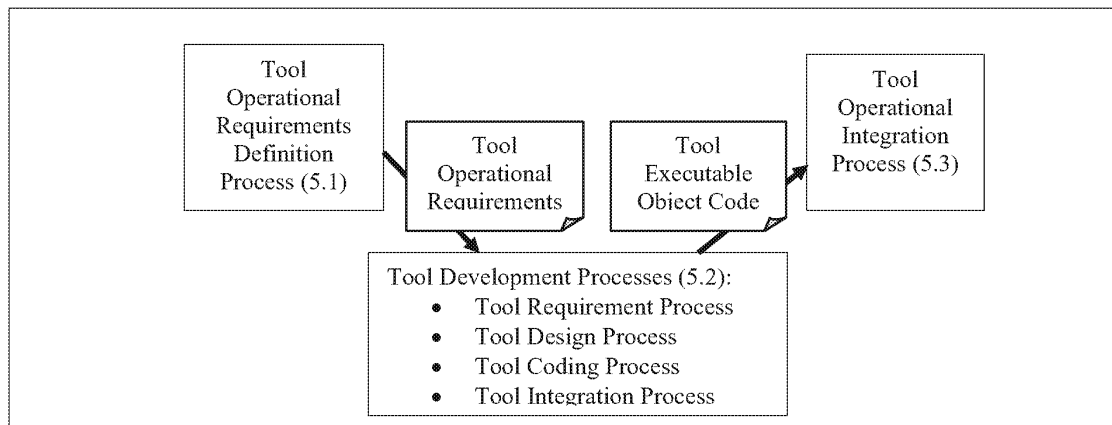 Tool
Operational
Requirements
Definition
Process (5.1)
Tool
Operational
Requirements
Tool
Executable
Object Code
Tool
Operational
Integration
Process (5.3)
Tool Development Processes (5.2):
• Tool Requirement Process
• Tool Design Process
• Tool Coding Process
• Tool Integration Process